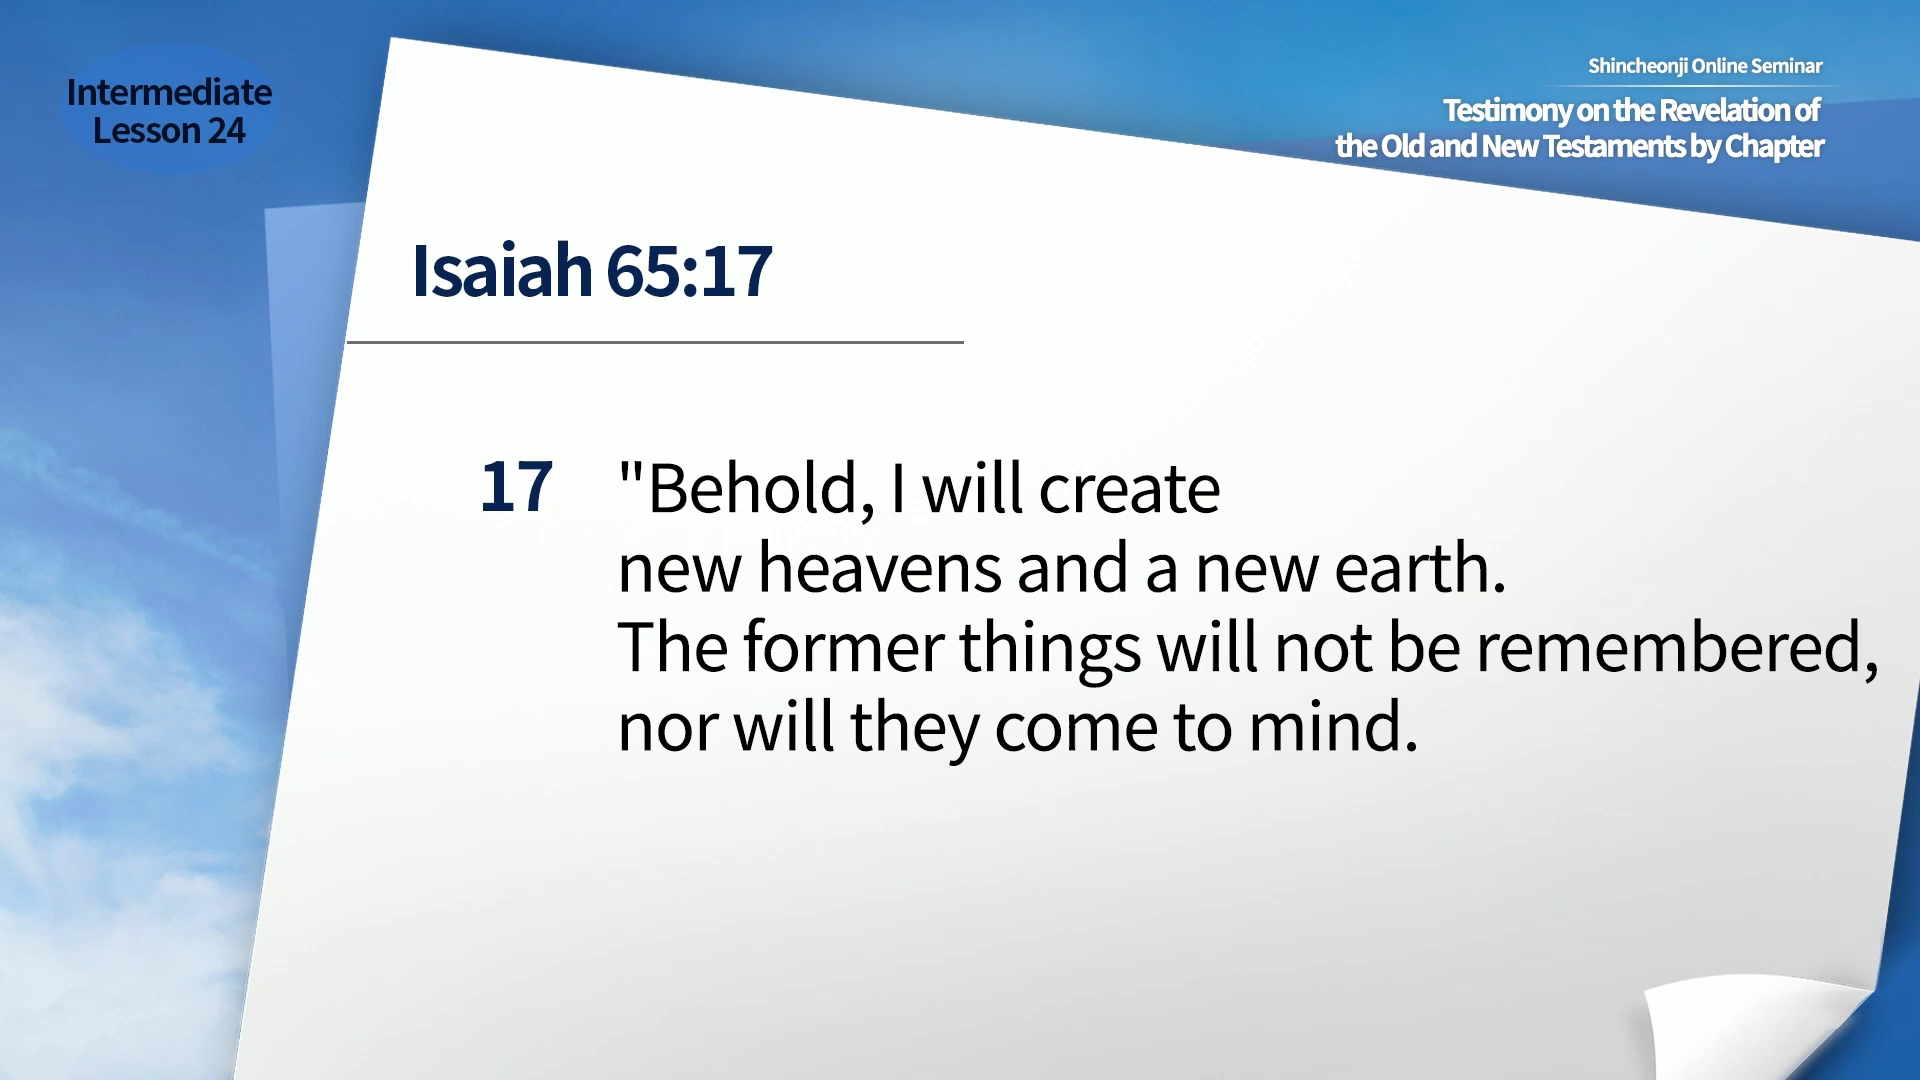 Intermediate
Lesson 24
Shincheonji Online Seminar
Testimony on the Revelation of
the Old and New Testaments by Chapter
Isaiah 65:17
17 "Behold, I will create
new heavens and a new earth.
The former things will not be remembered,
nor will they come to mind.